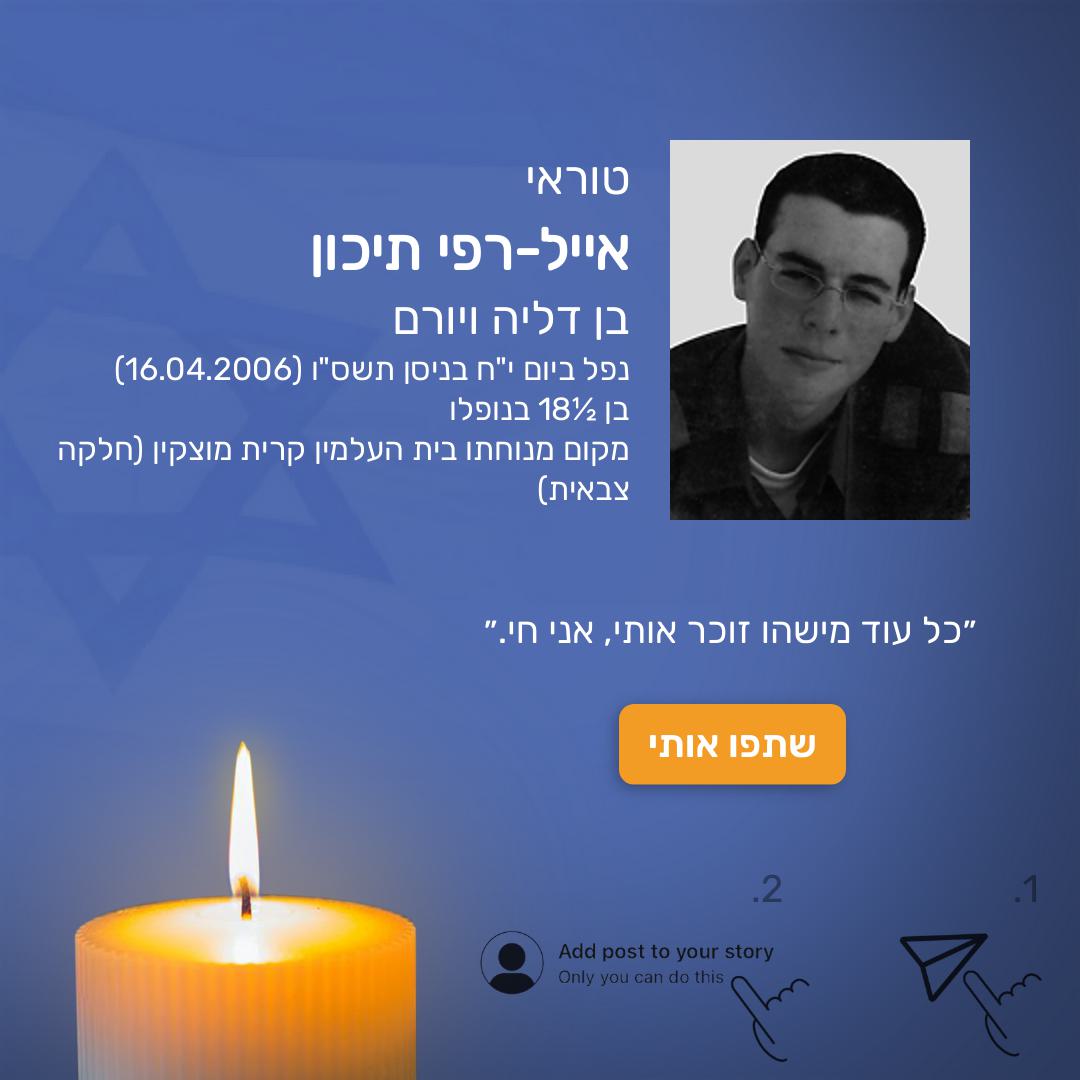 טוראי
אייל-רפי תיכון
בן דליה ויורם
נפל ביום י"ח בניסן תשס"ו (16.04.2006)
בן 18½ בנופלו
מקום מנוחתו בית העלמין קרית מוצקין (חלקה
צבאית)
״כל עוד מישהו זוכר אותי, אני חי.״
שתפו אותי
1.
2.
Add post to your story
Only you can do this